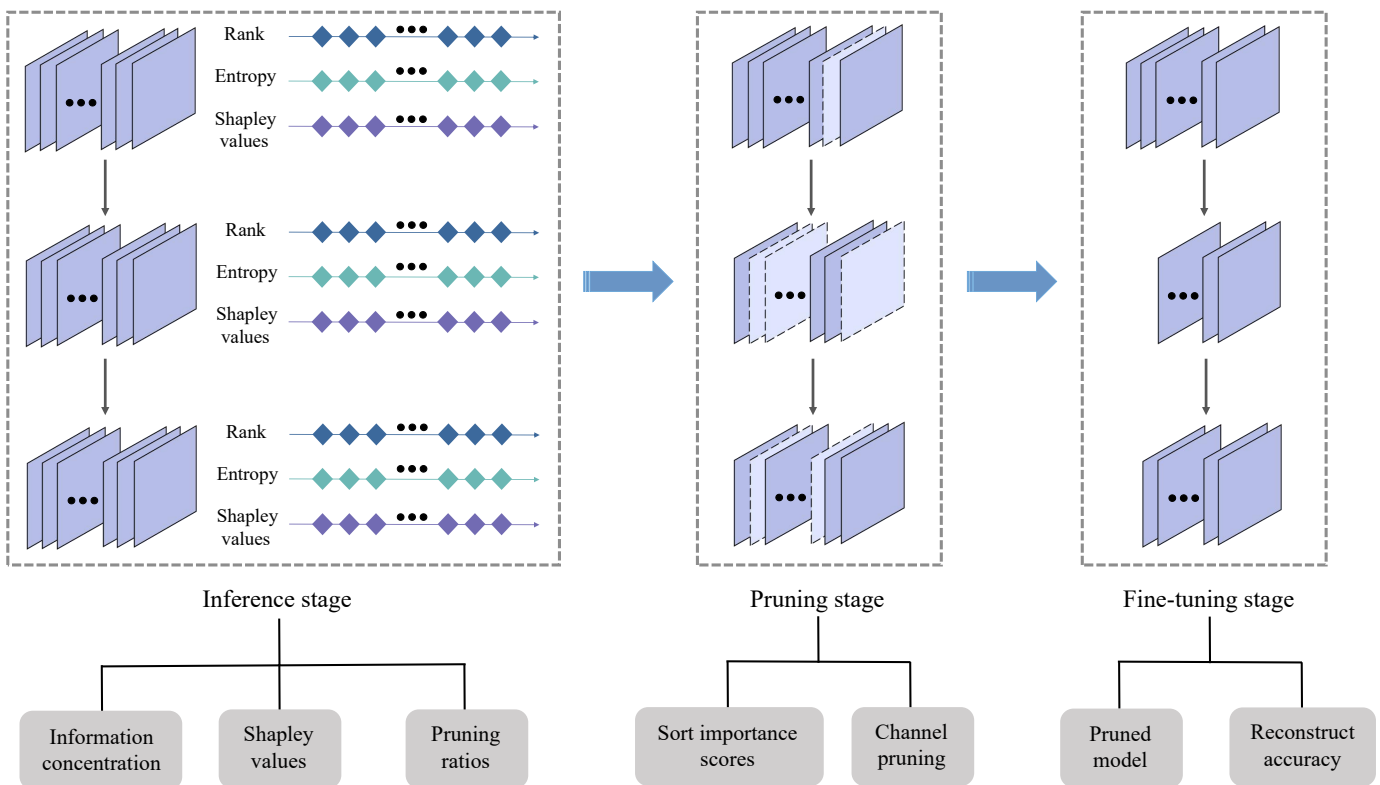 Rank
Entropy
Shapley
values
Rank
Entropy
Shapley
values
Rank
Entropy
Shapley
values
Inference stage
Pruning stage
Fine-tuning stage
Information
concentration
Shapley
values
Pruning
ratios
Sort importance
scores
Channel
pruning
Pruned
model
Reconstruct
accuracy